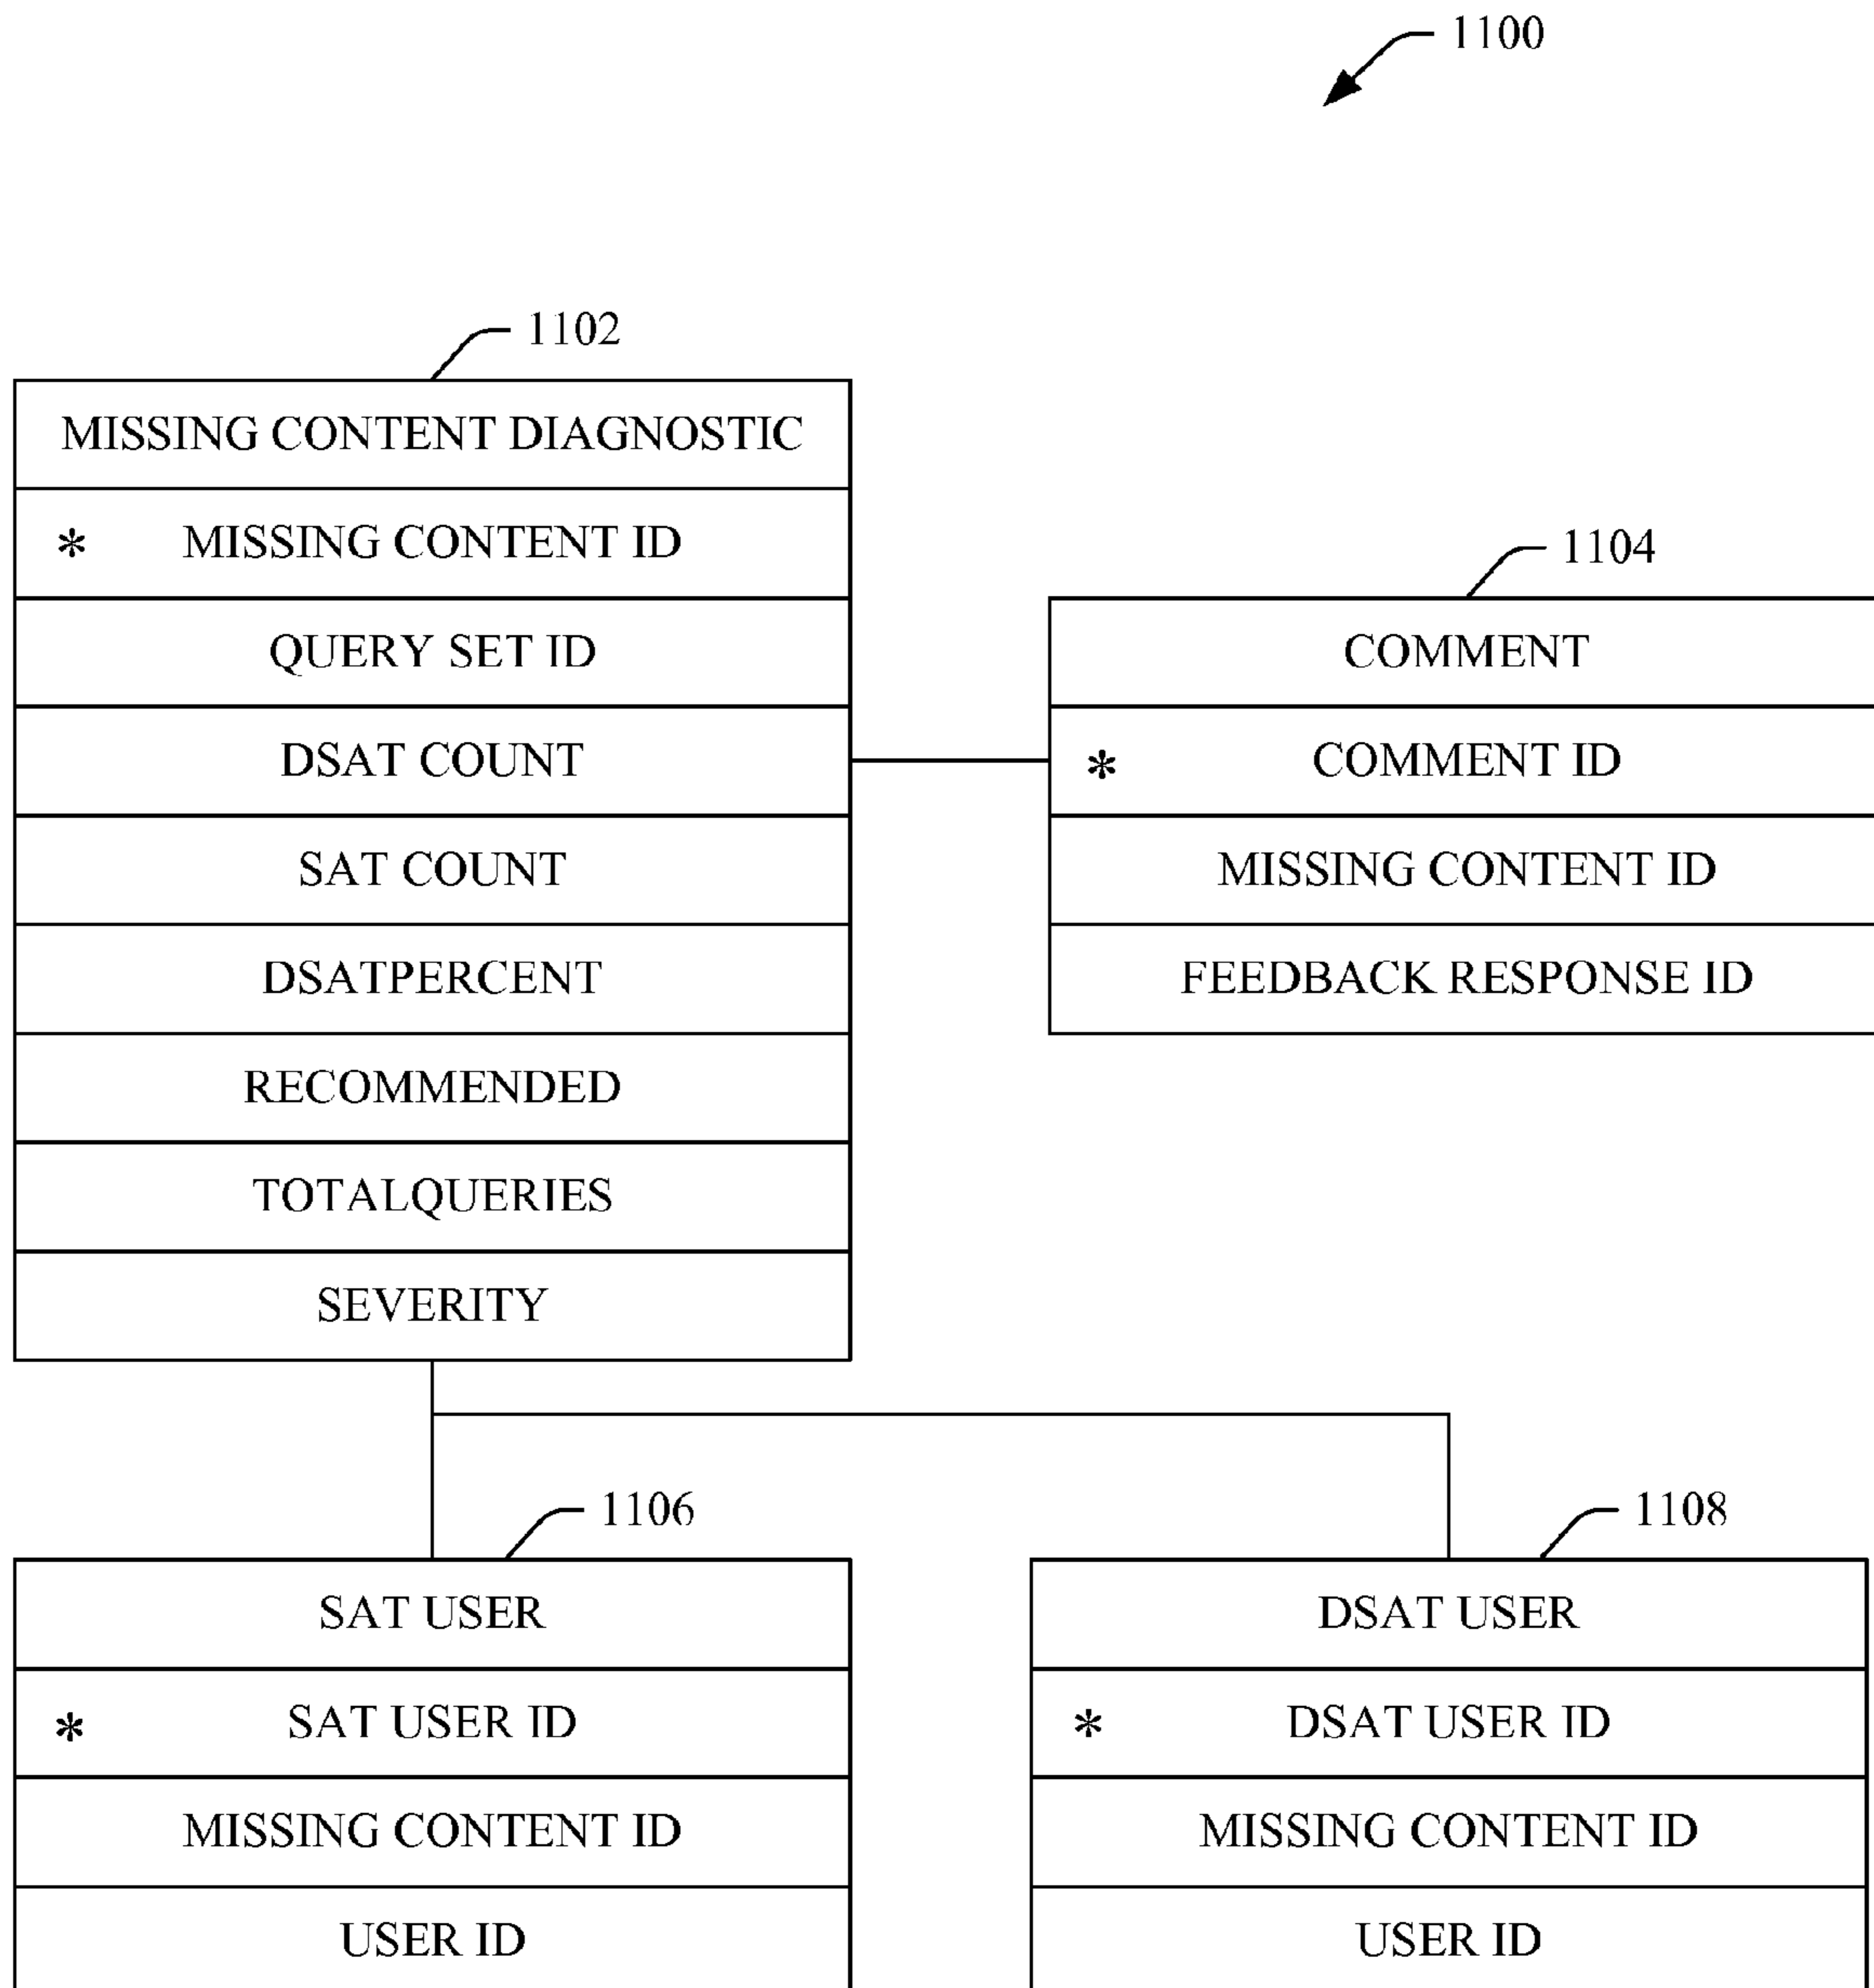 1100
1102
MISSING CONTENT DIAGNOSTIC
* MISSING CONTENT ID
QUERY SET ID
DSAT COUNT
SAT COUNT
DSATPERCENT
RECOMMENDED
TOTALQUERIES
SEVERITY
1104
COMMENT
* COMMENT ID
MISSING CONTENT ID
FEEDBACK RESPONSE ID
1106
SAT USER
* SAT USER ID
MISSING CONTENT ID
USER ID
1108
DSAT USER
* DSAT USER ID
MISSING CONTENT ID
USER ID